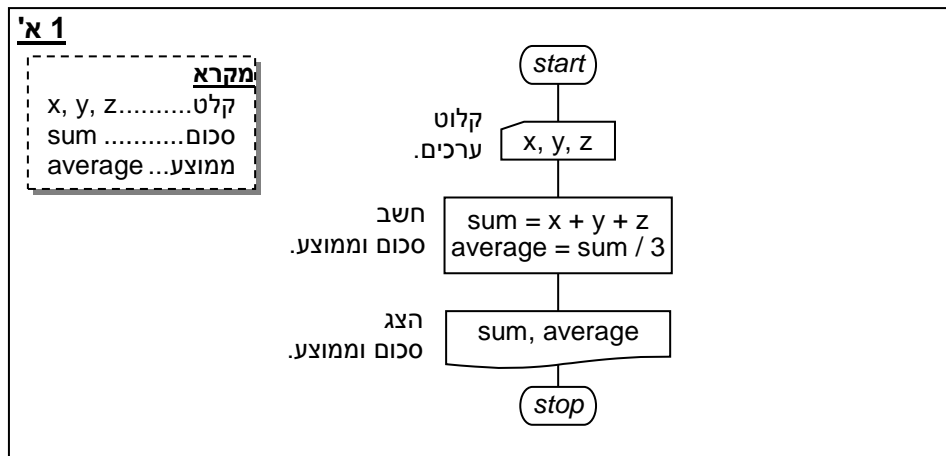 1 א'
מקרא
קלט..........x, y, z
סכום...........sum
ממוצע...average
start
קלוט
ערכים.
x, y, z
חשב
סכום וממוצע.
sum = x + y + z
average = sum / 3
הצג
סכום וממוצע.
sum, average
stop